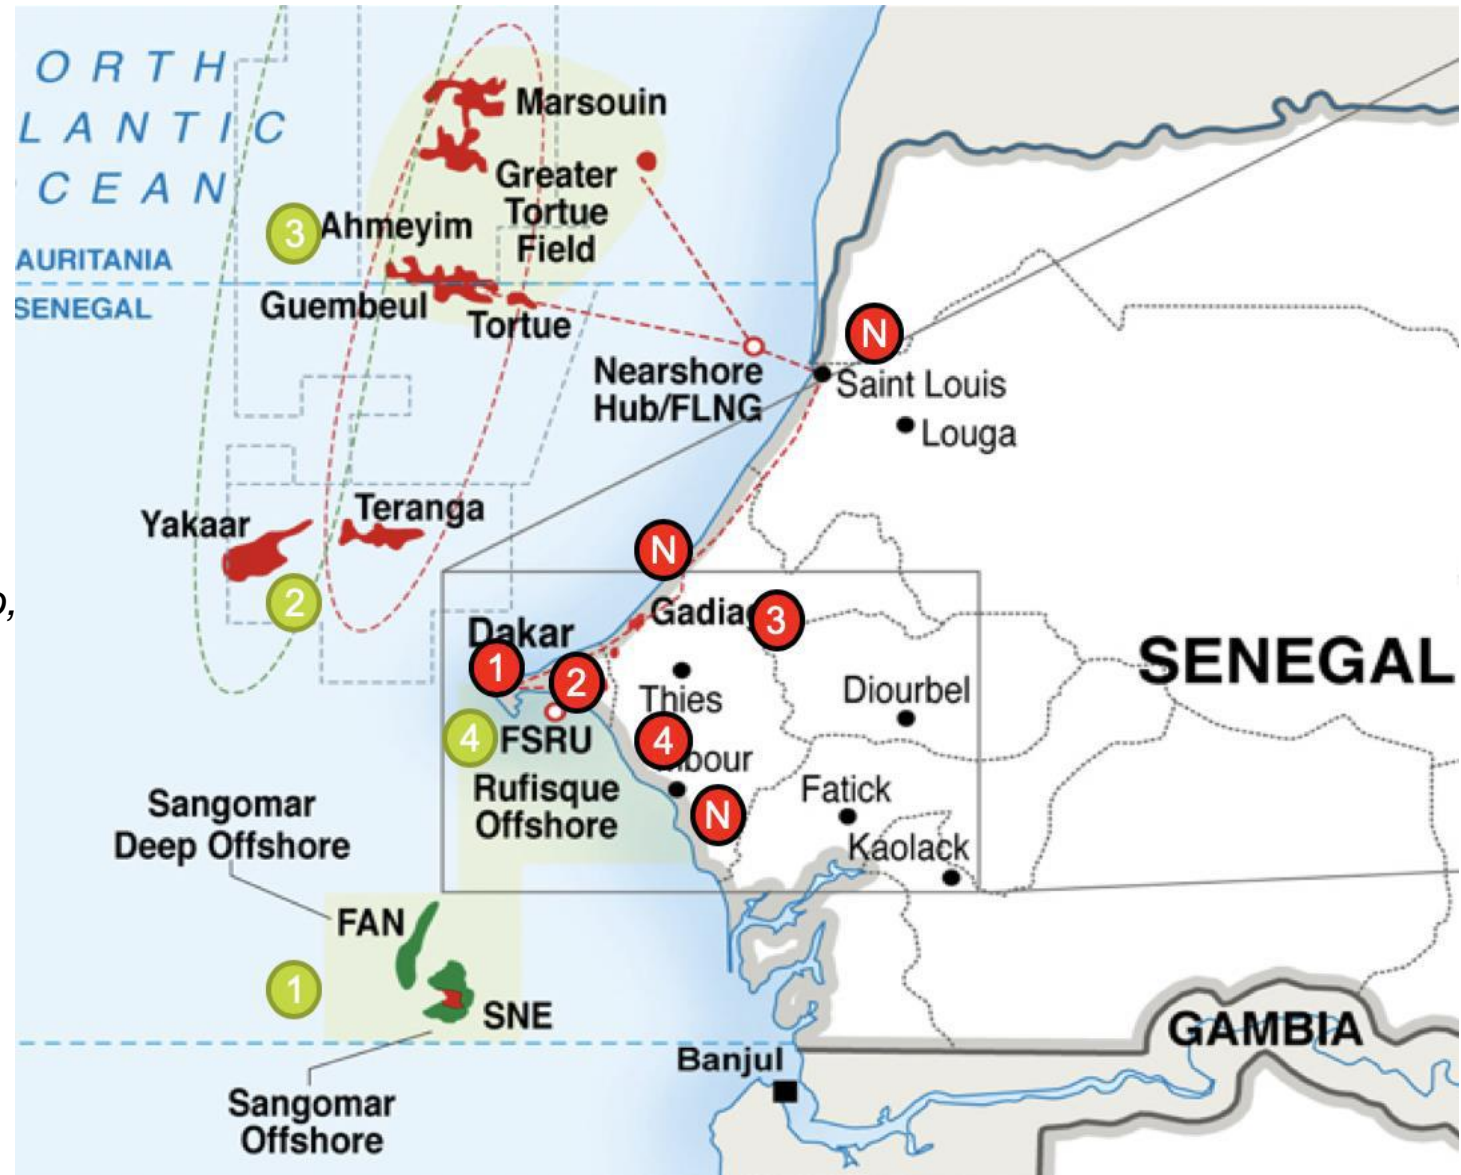 ORTH
LANTIC
CEAN
AURITANIA
SENEGAL
Marsouin
Greater
Tortue
Field
3
Ahmeyim
Guembeul
Tortue
Nearshore
Hub/FLNG
N
Saint Louis
Louga
Yakaar
Teranga
2
N
Dakar
1
2
Gadiag
3
Thies
Diourbel
SENEGAL
4
FSRU
4
bour
Rufisque
Offshore
N
Fatick
Kaolack
Sangomar
Deep Offshore
FAN
1
SNE
Sangomar
Offshore
Banjul
GAMBIA